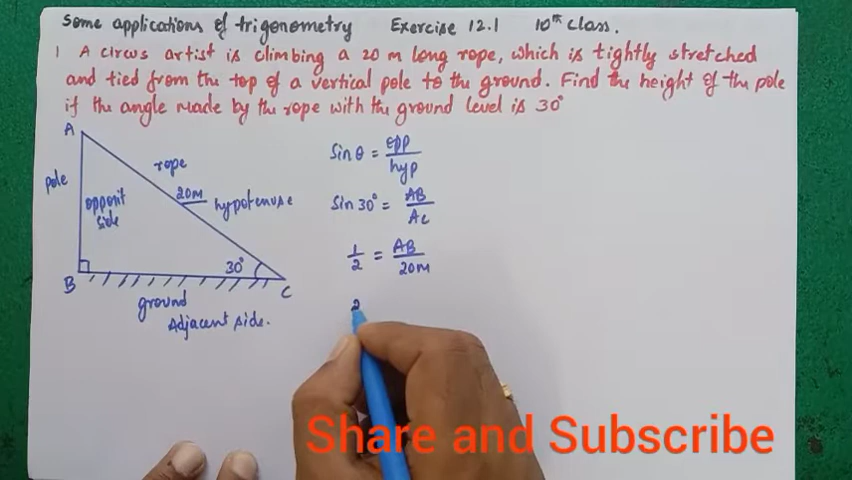 Some applications of trigonometry Exercise 12.1 10th Class.
1 A circus artist is climbing a 20 m long rope, which is tightly stretched
and tied from the top of a vertical pole to the ground. Find the height of the pole
if the angle made by the rope with the ground level is 30°
A
pole
rope
opposit
side
20m
hypotenuse
30°
B
C
ground
Adjacent side.
Sin θ = opp / hyp
Sin 30° = AB / AC
1 / 2 = AB / 20m
2
Share and Subscribe